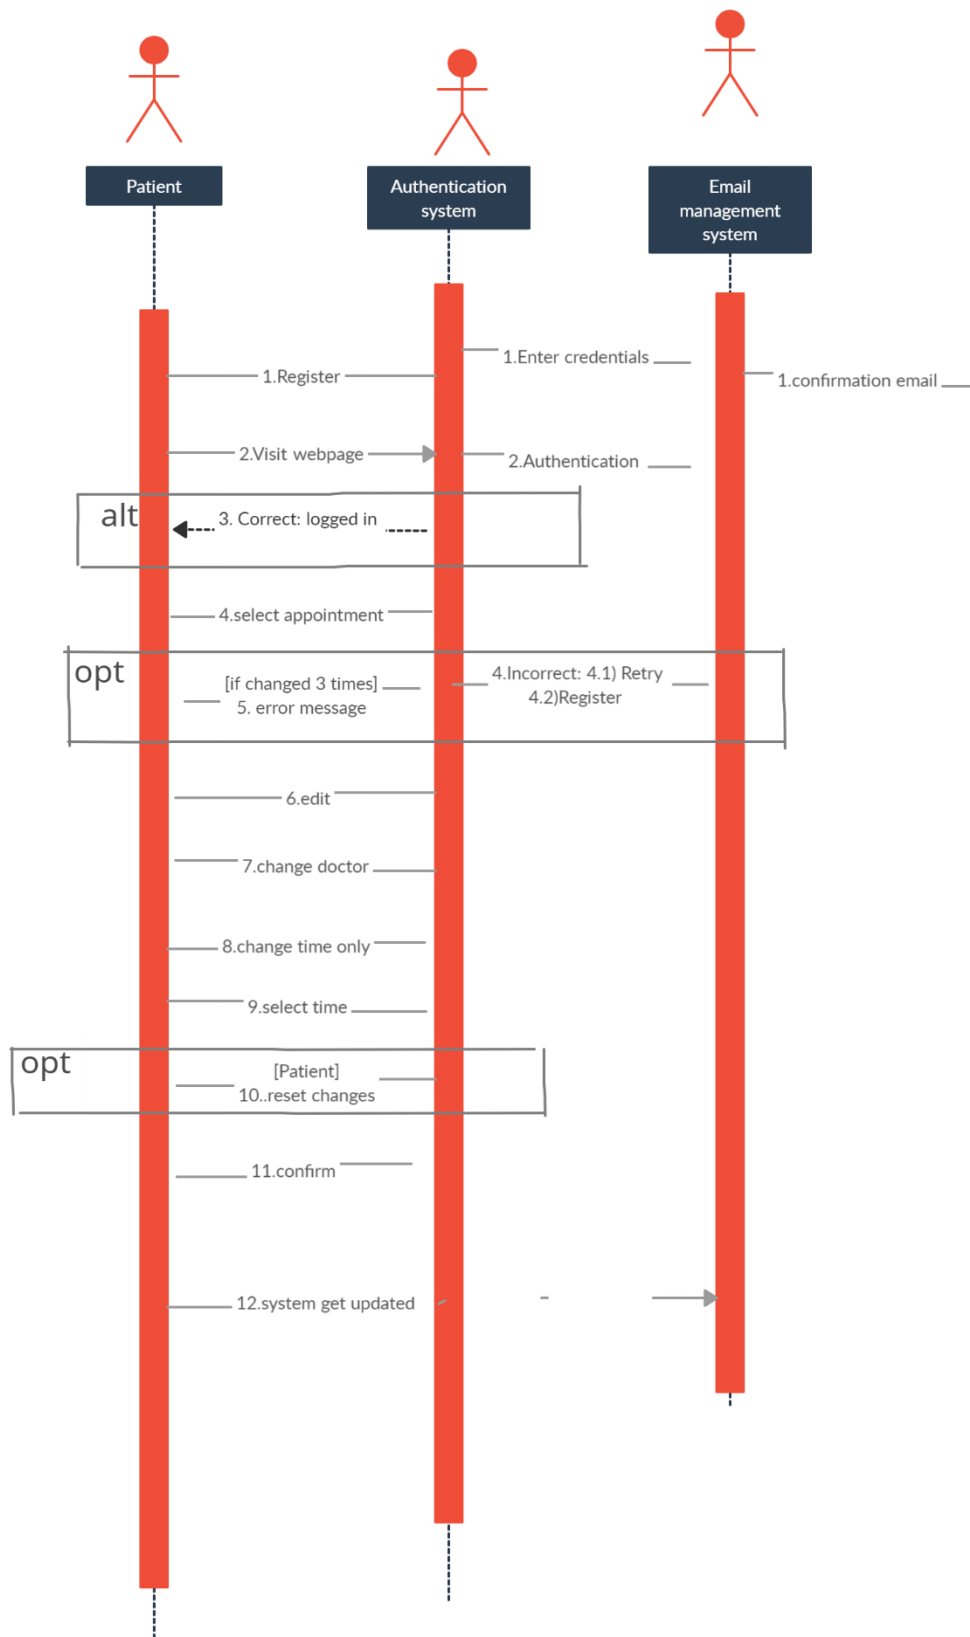 Patient
Authentication
system
Email
management
system
1.Enter credentials
1.Register
1.confirmation email
2.Visit webpage
2.Authentication
alt
3. Correct: logged in
4.select appointment
opt
[if changed 3 times]
5. error message
4.Incorrect: 4.1) Retry
4.2)Register
6.edit
7.change doctor
8.change time only
9.select time
opt
[Patient]
10..reset changes
11.confirm
12.system get updated